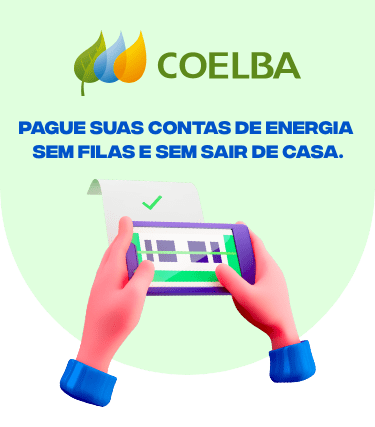 COELBA
PAGUE SUAS CONTAS DE ENERGIA
SEM FILAS E SEM SAIR DE CASA.